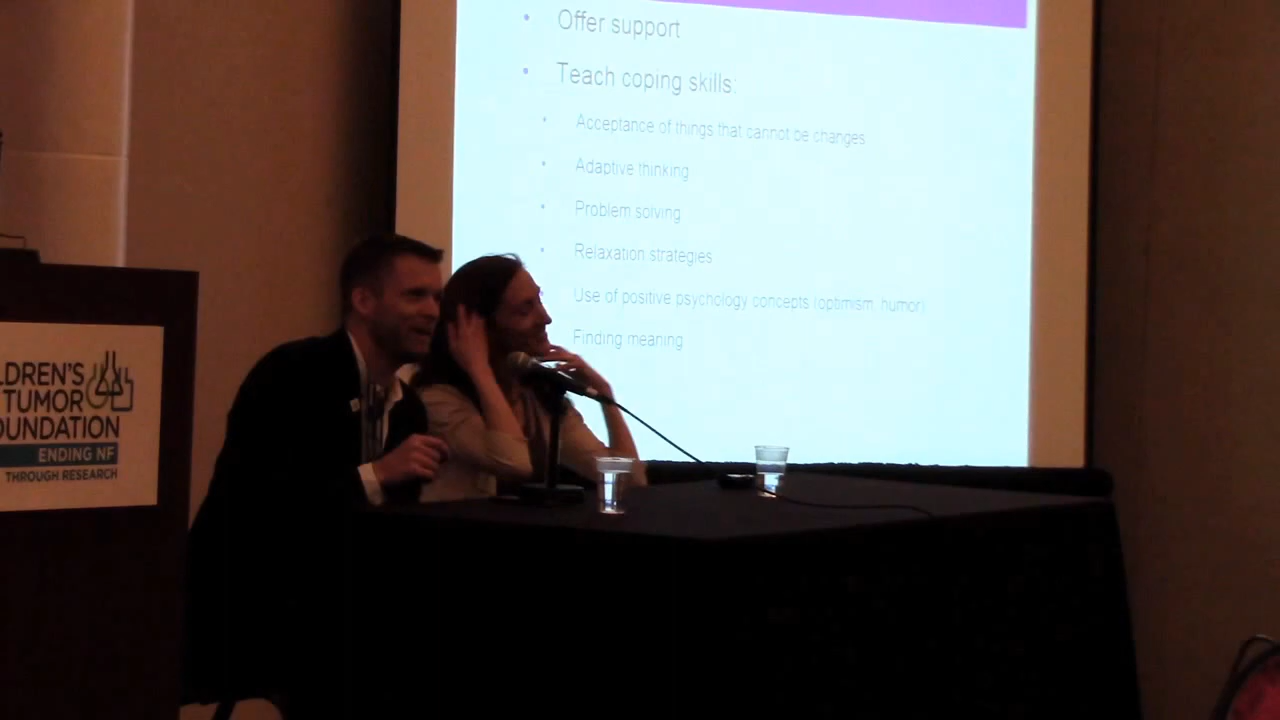 Offer support
Teach coping skills:
Acceptance of things that cannot be changes
Adaptive thinking
Problem solving
Relaxation strategies
Use of positive psychology concepts (optimism, humor)
Finding meaning
LDREN'S
TUMOR
OUNDATION
ENDING NF
THROUGH RESEARCH